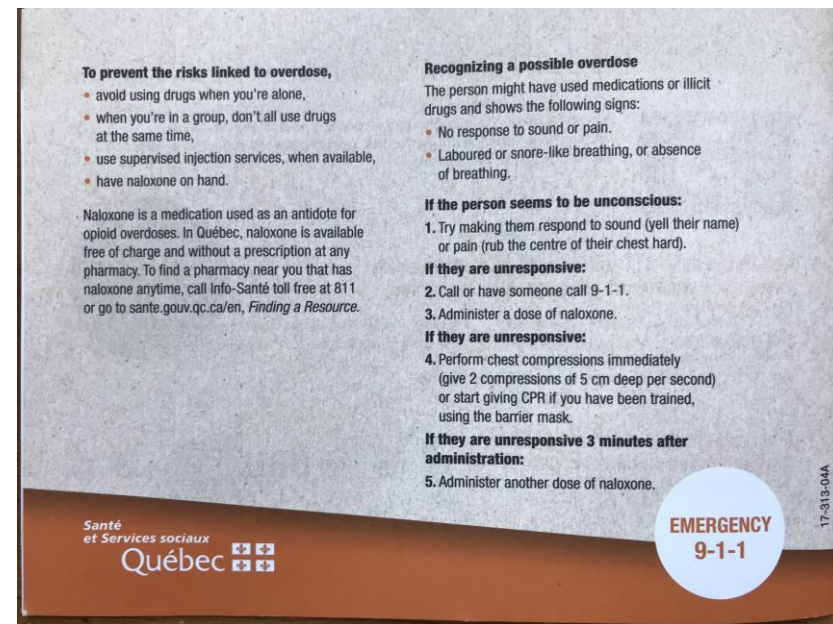 To prevent the risks linked to overdose,
• avoid using drugs when you're alone,
• when you're in a group, don't all use drugs
at the same time,
• use supervised injection services, when available,
• have naloxone on hand.
Naloxone is a medication used as an antidote for
opioid overdoses. In Québec, naloxone is available
free of charge and without a prescription at any
pharmacy. To find a pharmacy near you that has
naloxone anytime, call Info-Santé toll free at 811
or go to sante.gouv.qc.ca/en, Finding a Resource.
Recognizing a possible overdose
The person might have used medications or illicit
drugs and shows the following signs:
• No response to sound or pain.
• Laboured or snore-like breathing, or absence
of breathing.
If the person seems to be unconscious:
1. Try making them respond to sound (yell their name)
or pain (rub the centre of their chest hard).
If they are unresponsive:
2. Call or have someone call 9-1-1.
3. Administer a dose of naloxone.
If they are unresponsive:
4. Perform chest compressions immediately
(give 2 compressions of 5 cm deep per second)
or start giving CPR if you have been trained,
using the barrier mask.
If they are unresponsive 3 minutes after
administration:
5. Administer another dose of naloxone.
EMERGENCY
9-1-1
17-313-04A
Santé
et Services sociaux
Québec